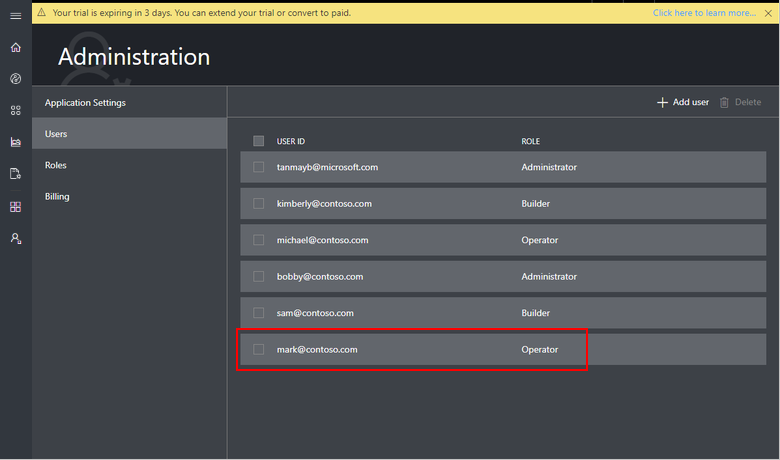 Your trial is expiring in 3 days. You can extend your trial or convert to paid. Click here to learn more...
Administration
Application Settings
Users
Roles
Billing
Add user Delete
USER ID ROLE
tanmayb@microsoft.com Administrator
kimberly@contoso.com Builder
michael@contoso.com Operator
bobby@contoso.com Administrator
sam@contoso.com Builder
mark@contoso.com Operator